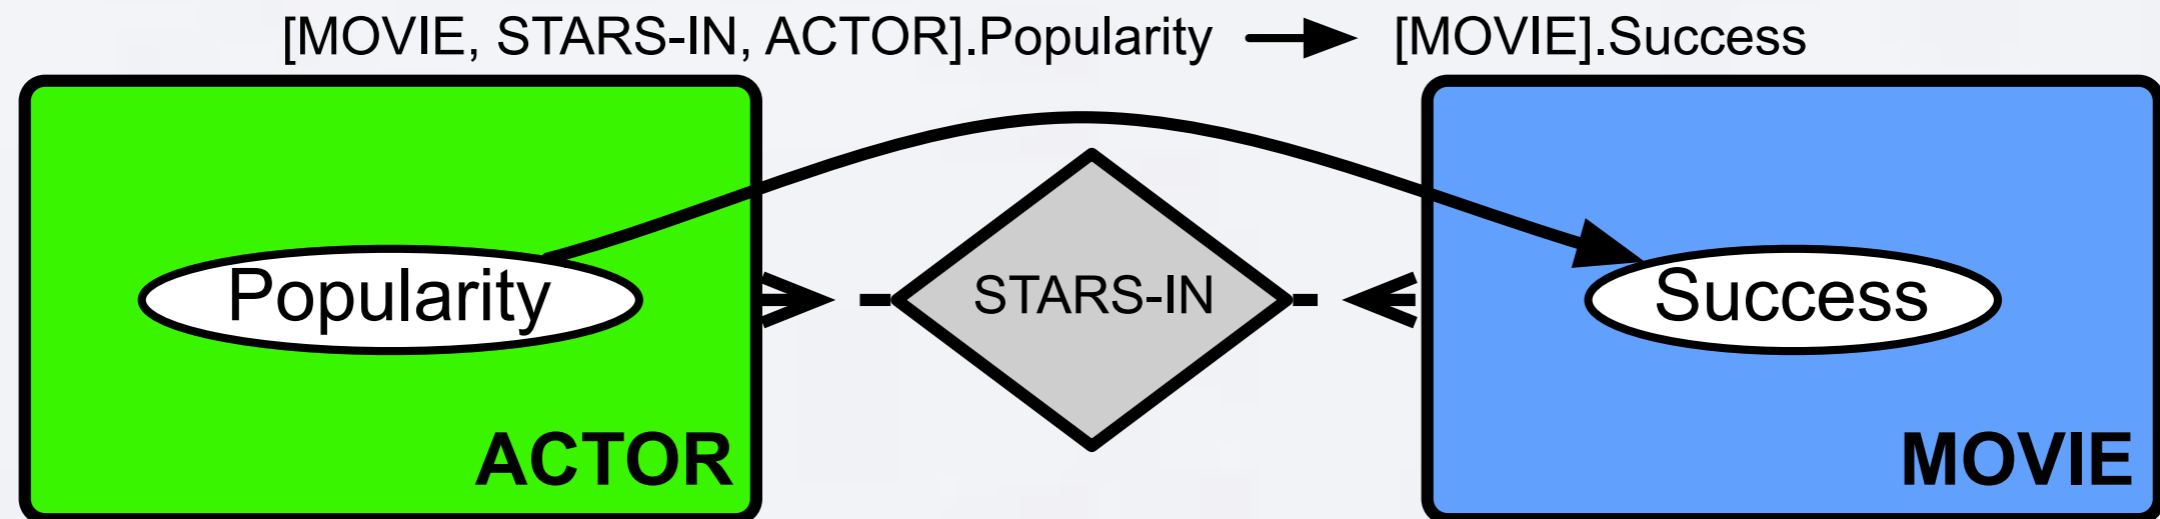 [MOVIE, STARS-IN, ACTOR].Popularity → [MOVIE].Success
Popularity
STARS-IN
Success
ACTOR
MOVIE